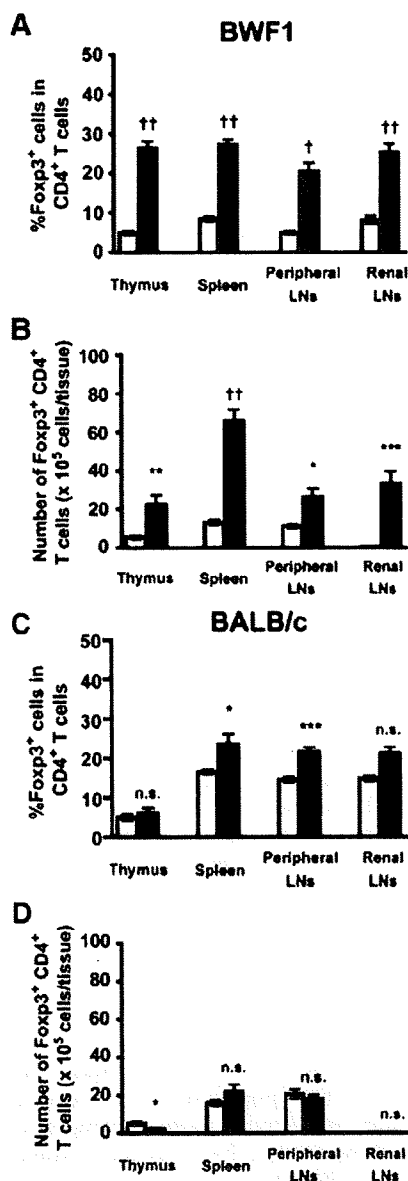 A
BWF1
%Foxp3⁺ cells in
CD4⁺ T cells
50
40
30
20
10
0
††
††
†
††
Thymus
Spleen
Peripheral
LNs
Renal
LNs
B
Number of Foxp3⁺ CD4⁺
T cells (x 10⁵ cells/tissue)
100
80
60
40
20
0
**
††
*
***
Thymus
Spleen
Peripheral
LNs
Renal
LNs
C
BALB/c
%Foxp3⁺ cells in
CD4⁺ T cells
50
40
30
20
10
0
n.s.
*
***
n.s.
Thymus
Spleen
Peripheral
LNs
Renal
LNs
D
Number of Foxp3⁺ CD4⁺
T cells (x 10⁵ cells/tissue)
100
80
60
40
20
0
*
n.s.
n.s.
n.s.
Thymus
Spleen
Peripheral
LNs
Renal
LNs